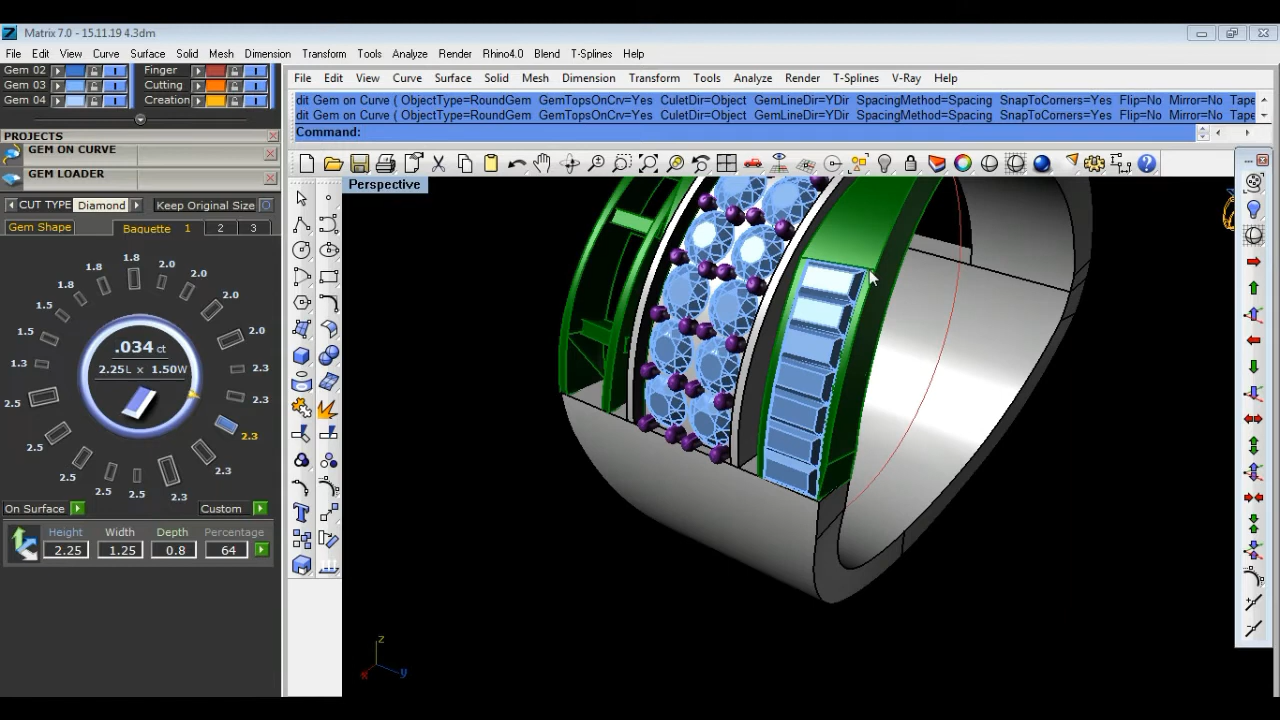 Matrix 7.0 - 15.11.19 4.3dm
File Edit View Curve Surface Solid Mesh Dimension Transform Tools Analyze Render Rhino4.0 Blend T-Splines Help
Gem 02 Finger
Gem 03 Cutting
Gem 04 Creation
File Edit View Curve Surface Solid Mesh Dimension Transform Tools Analyze Render T-Splines V-Ray Help
dit Gem on Curve ( ObjectType=RoundGem GemTopsOnCrv=Yes CuletDir=Object GemLineDir=YDir SpacingMethod=Spacing SnapToCorners=Yes Flip=No Mirror=No Tape
dit Gem on Curve ( ObjectType=RoundGem GemTopsOnCrv=Yes CuletDir=Object GemLineDir=YDir SpacingMethod=Spacing SnapToCorners=Yes Flip=No Mirror=No Tape
Command:
PROJECTS
GEM ON CURVE
GEM LOADER
CUT TYPE Diamond Keep Original Size
Gem Shape Baguette 1 2 3
Perspective
1.8
1.8 2.0
1.8 2.0
1.5 2.0
1.5 2.0
1.3 2.3
2.5 2.3
2.5 2.3
2.5 2.3
2.5 2.5 2.3
.034 ct
2.25L x 1.50W
On Surface Custom
Height Width Depth Percentage
2.25 1.25 0.8 64
z
x y